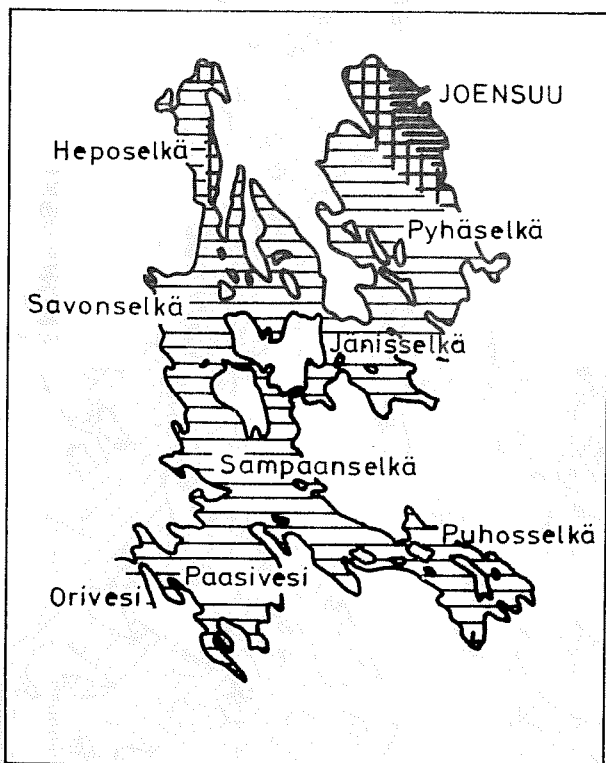 JOENSUU
Heposelkä
Pyhäselkä
Savonselkä
Jänisselkä
Sampaanselkä
Puhosselkä
Paasivesi
Orivesi